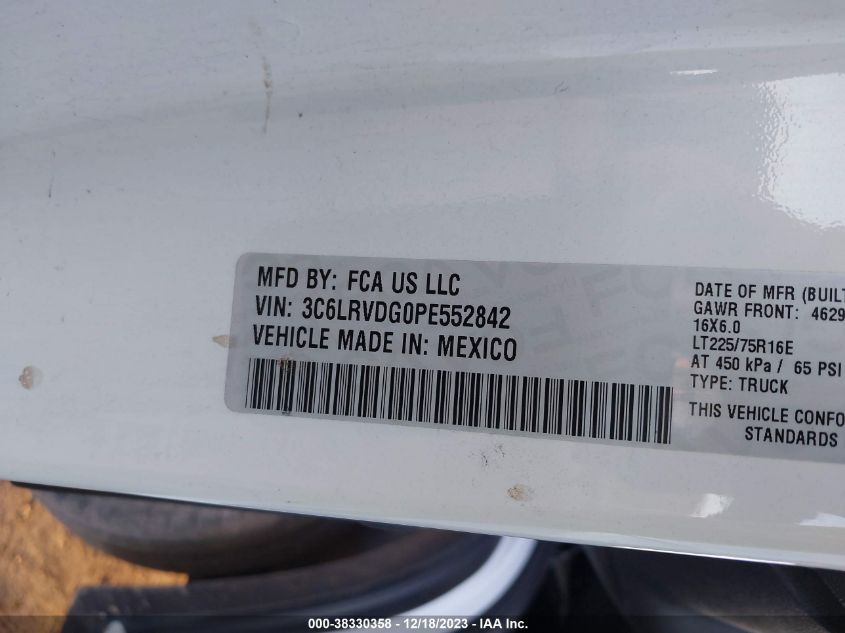 MFD BY: FCA US LLC
VIN: 3C6LRVDG0PE552842
VEHICLE MADE IN: MEXICO
DATE OF MFR (BUILT
GAWR FRONT: 4629
16X6.0
LT225/75R16E
AT 450 kPa / 65 PSI
TYPE: TRUCK
THIS VEHICLE CONFO
STANDARDS
000-38330358 - 12/18/2023 - IAA Inc.